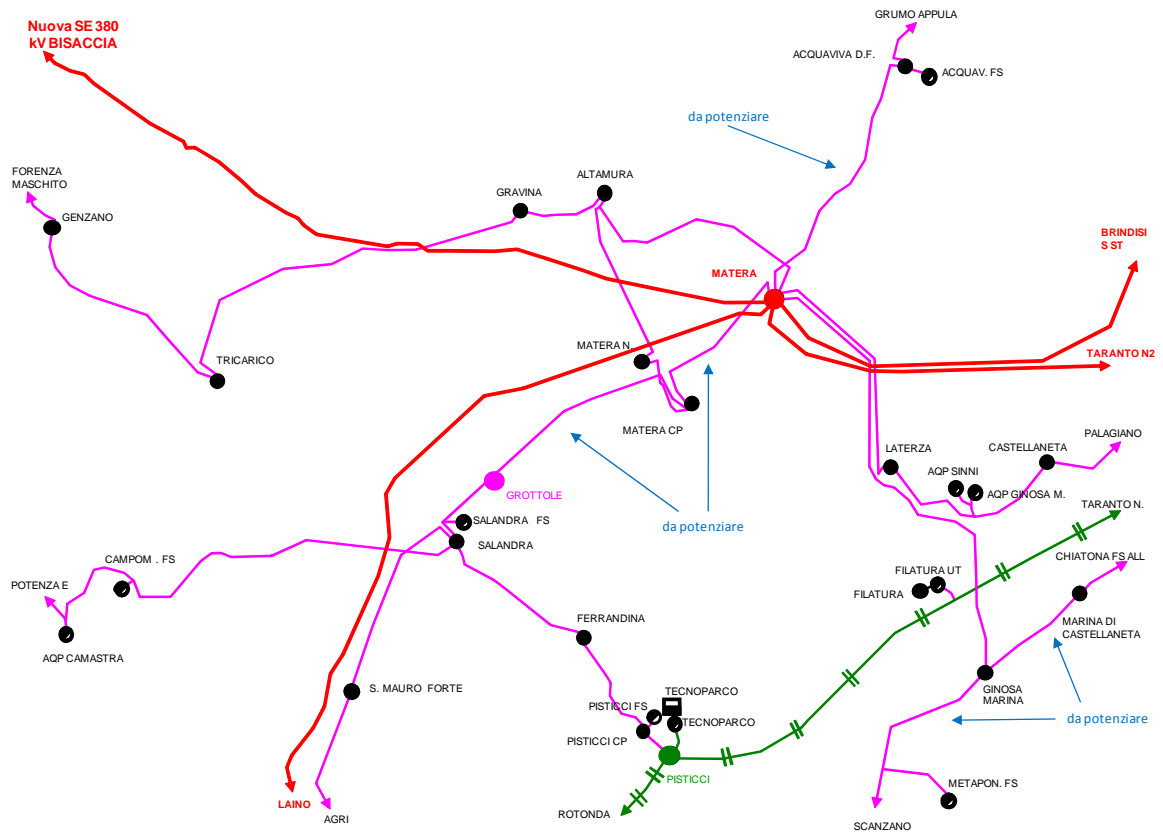 GRUMO APPULA
Nuova SE 380
kV BISACCIA
ACQUAVIVA D.F.
ACQUAV. FS
da potenziare
FORENZA
MASCHITO
ALTAMURA
GRAVINA
GENZANO
BRINDISI
S ST
MATERA
MATERA N.
TARANTO N2
TRICARICO
MATERA CP
PALAGIANO
LATERZA
CASTELLANETA
AQP SINNI
AQP GINOSA M.
GROTTOLE
TARANTO N.
SALANDRA FS
da potenziare
SALANDRA
CHIATONA FS ALL
CAMPOM . FS
FILATURA UT
POTENZA E
FILATURA
FERRANDINA
MARINA DI
CASTELLANETA
AQP CAMASTRA
S. MAURO FORTE
TECNOPARCO
GINOSA
MARINA
PISTICCI FS
TECNOPARCO
da potenziare
PISTICCI CP
PISTICCI
METAPON. FS
LAINO
ROTONDA
AGRI
SCANZANO